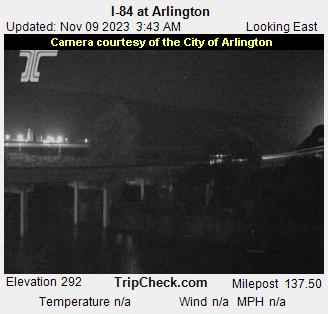 I-84 at Arlington
Updated: Nov 09 2023 3:43 AM Looking East
Camera courtesy of the City of Arlington
Elevation 292 TripCheck.com Milepost 137.50
Temperature n/a Wind n/a MPH n/a